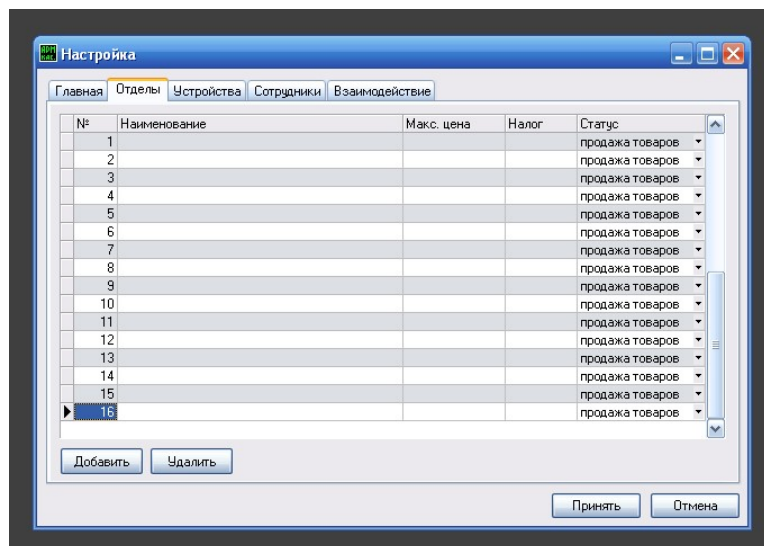 АРМ КАС Настройка
Главная Отделы Устройства Сотрудники Взаимодействие
№ Наименование Макс. цена Налог Статус
1 продажа товаров
2 продажа товаров
3 продажа товаров
4 продажа товаров
5 продажа товаров
6 продажа товаров
7 продажа товаров
8 продажа товаров
9 продажа товаров
10 продажа товаров
11 продажа товаров
12 продажа товаров
13 продажа товаров
14 продажа товаров
15 продажа товаров
16 продажа товаров
Добавить Удалить
Принять Отмена